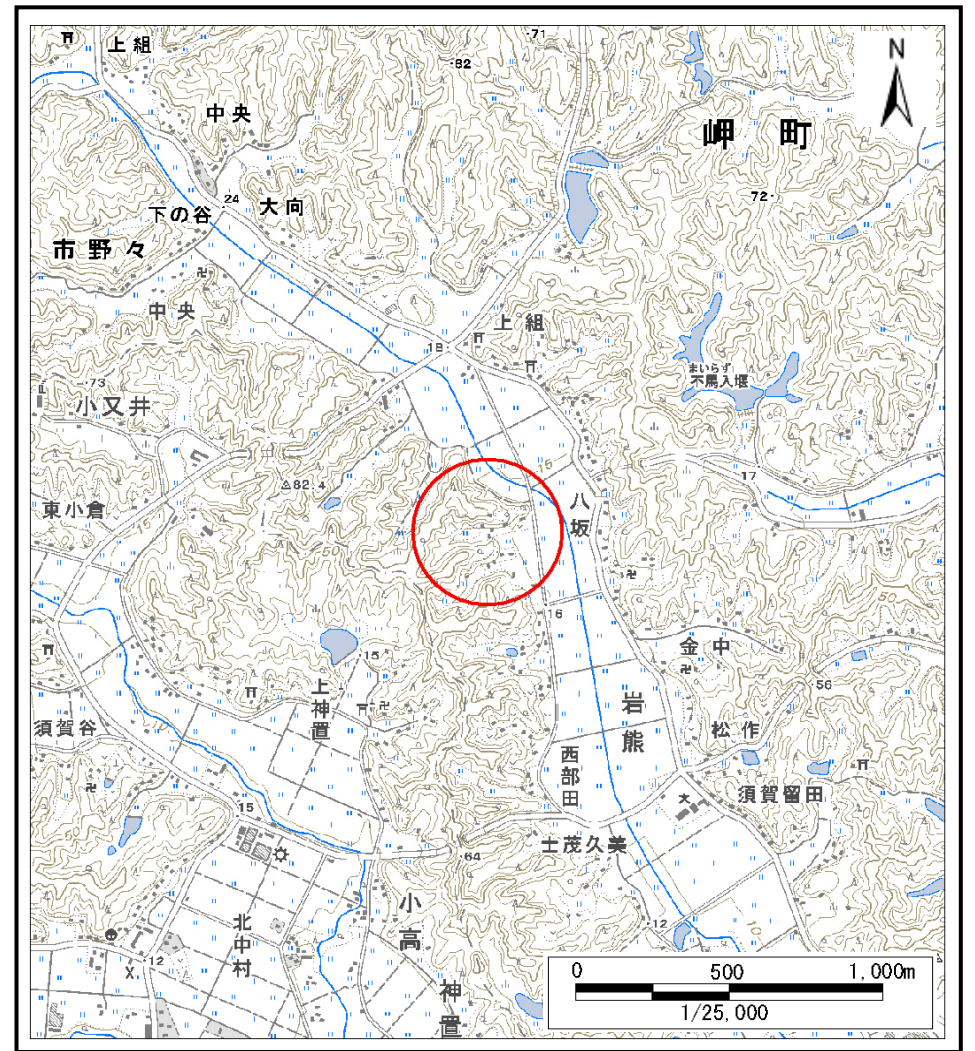 上組
・71
・82
N
中央
岬町
24
大向
72・
下の谷
市野々
中央
上組
18
・73
まいらず
不馬入堰
小又井
15
17
△82.4
東小倉
八坂
16
金中
15
上神置
56
岩熊
須賀谷
松作
西部田
須賀留田
15
士茂久美
・64
小高
北中村
12
12
神置
0 500 1,000m
1/25,000